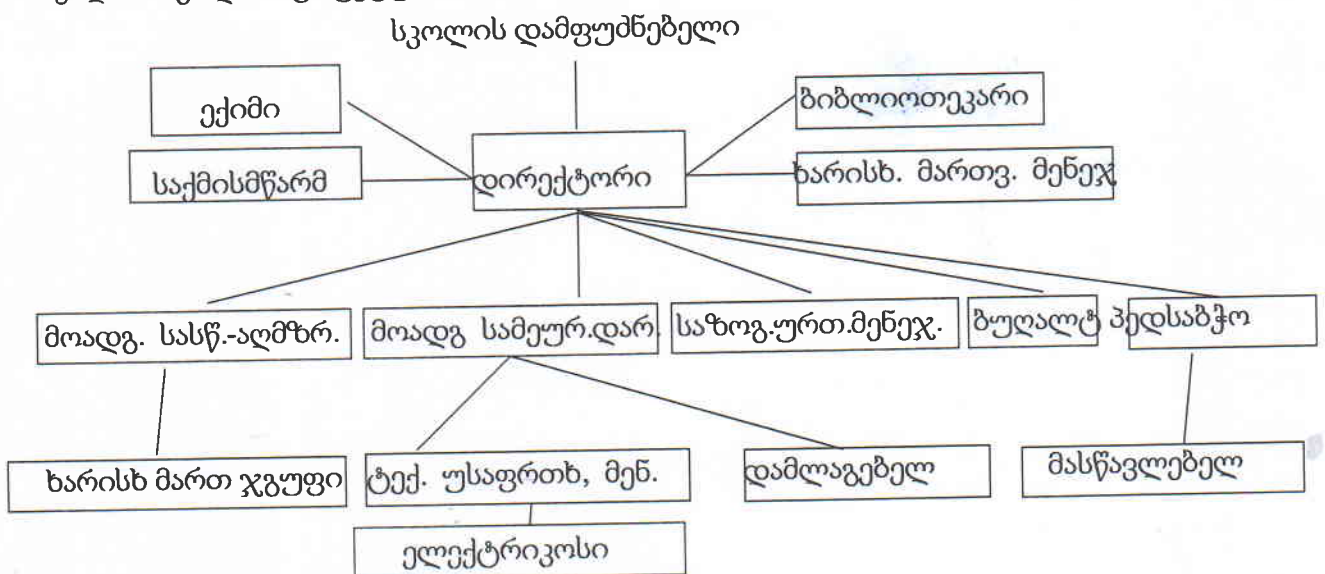 სკოლის დამფუძნებელი
ექიმი
ბიბლიოთეკარი
საქმისმწარმ
დირექტორი
ხარისხ. მართვ. მენეჯ
მოადგ. სასწ.-აღმზრ.
მოადგ სამეურ.დარ.
საზოგ.ურთ.მენეჯ.
ბუღალტ
პედსაბჭო
ხარისხ მართ ჯგუფი
ტექ. უსაფრთხ, მენ.
დამლაგებელ
მასწავლებელ
ელექტრიკოსი